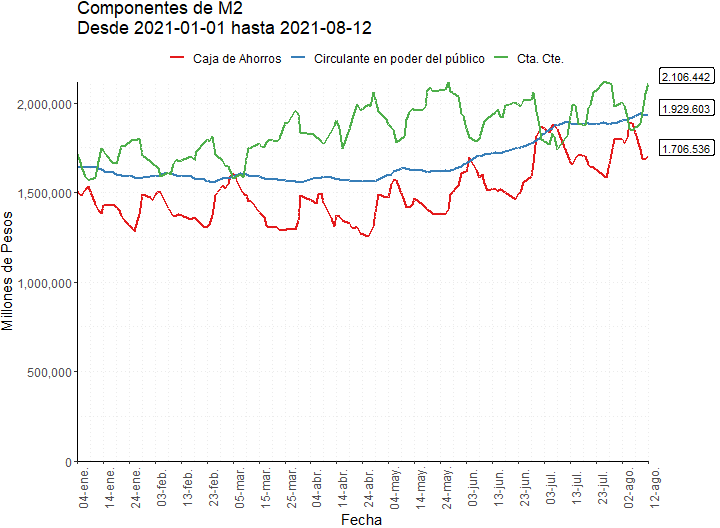 Componentes de M2
Desde 2021-01-01 hasta 2021-08-12
Caja de Ahorros Circulante en poder del público Cta. Cte.
2.106.442
1.929.603
1.706.536
Millones de Pesos
2,000,000
1,500,000
1,000,000
500,000
0
04-ene. 14-ene. 24-ene. 03-feb. 13-feb. 23-feb. 05-mar. 15-mar. 25-mar. 04-abr. 14-abr. 24-abr. 04-may. 14-may. 24-may. 03-jun. 13-jun. 23-jun. 03-jul. 13-jul. 23-jul. 02-ago. 12-ago.
Fecha